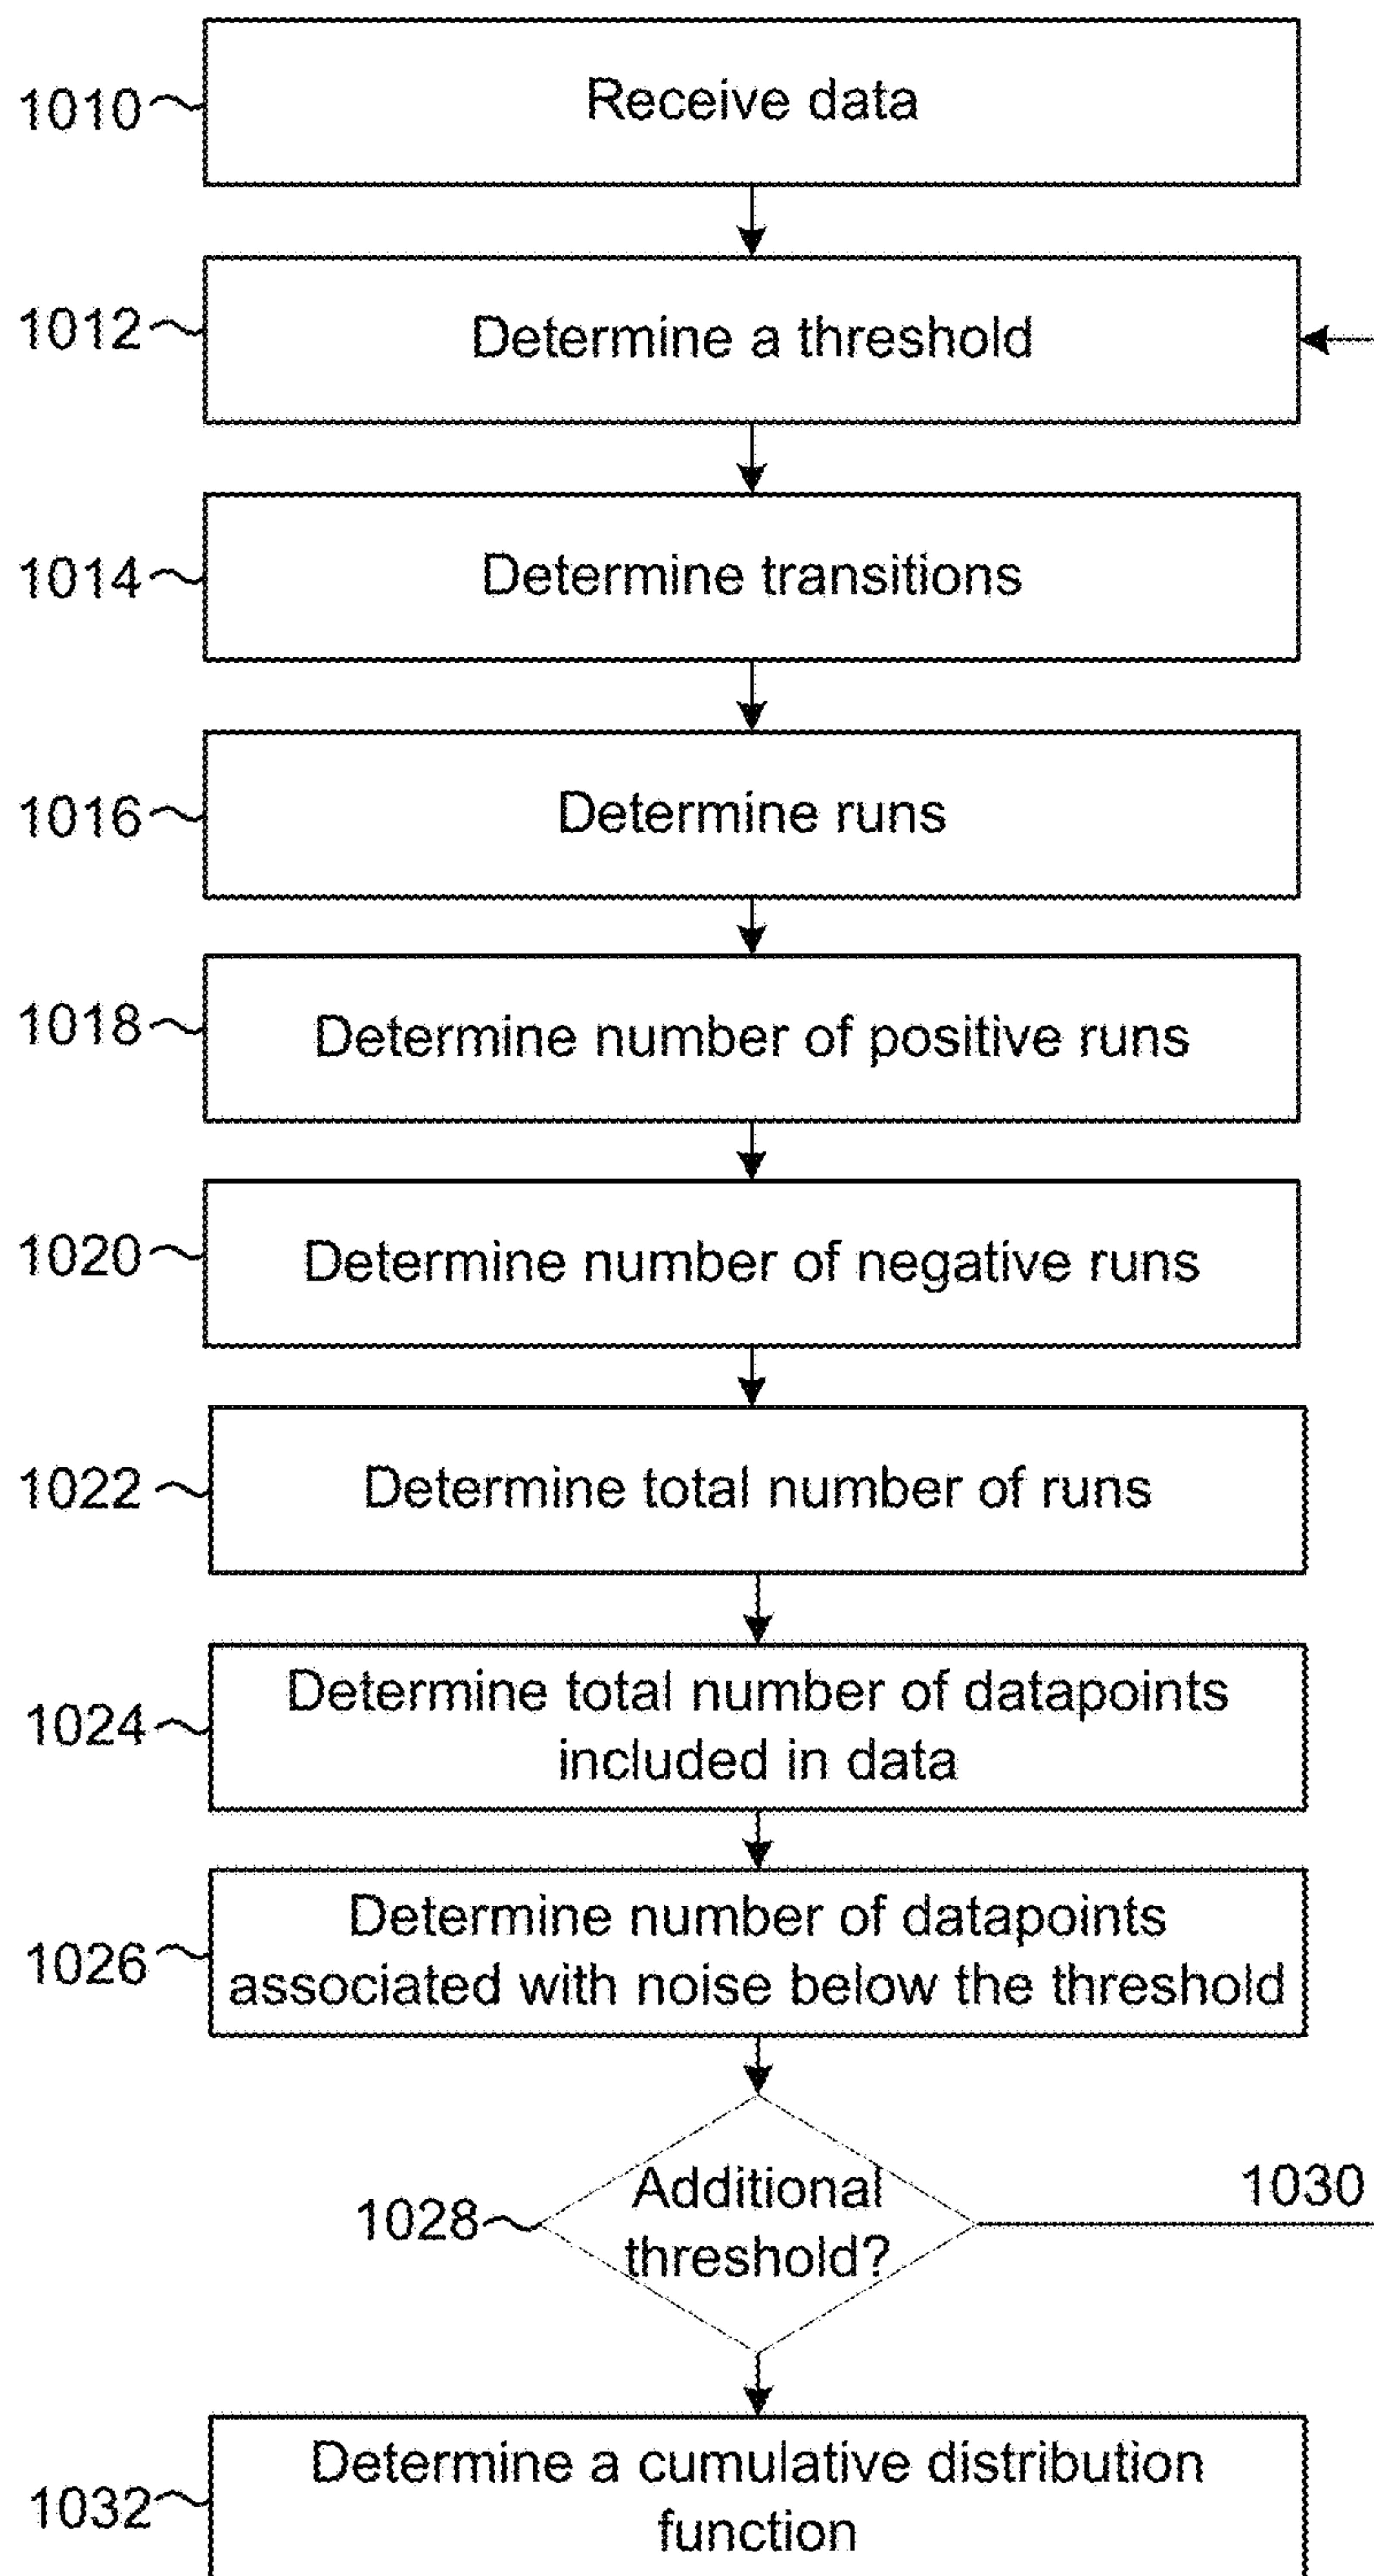 1010
Receive data
1012
Determine a threshold
1014
Determine transitions
1016
Determine runs
1018
Determine number of positive runs
1020
Determine number of negative runs
1022
Determine total number of runs
1024
Determine total number of datapoints
included in data
1026
Determine number of datapoints
associated with noise below the threshold
1028
Additional
threshold?
1030
1032
Determine a cumulative distribution
function